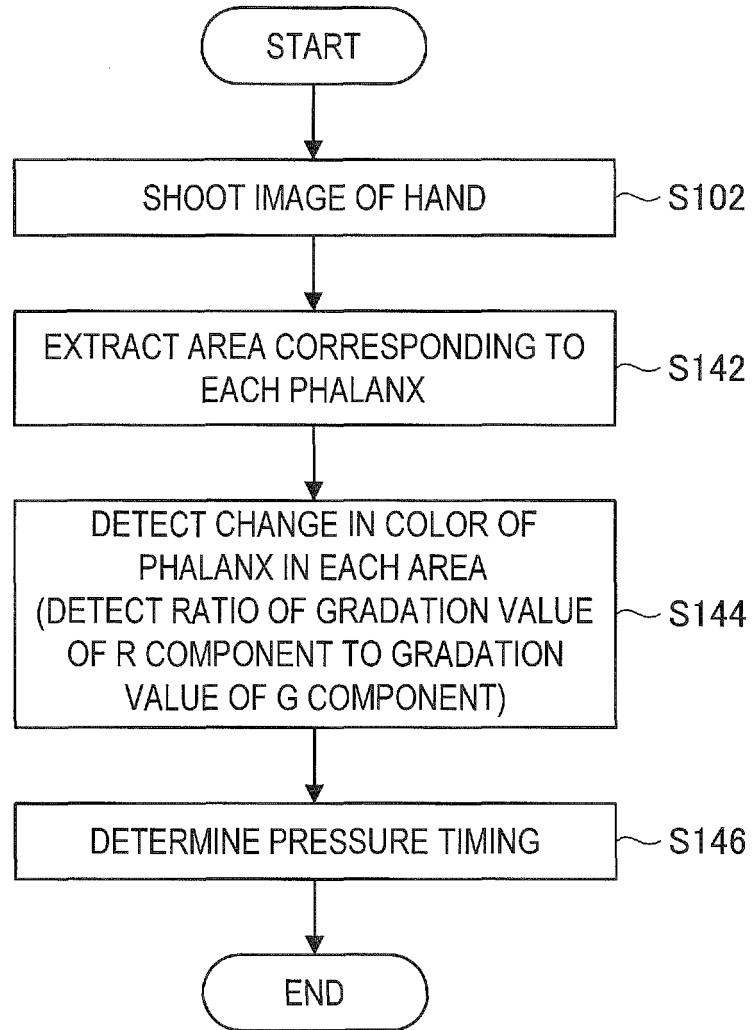 START
SHOOT IMAGE OF HAND
S102
EXTRACT AREA CORRESPONDING TO
EACH PHALANX
S142
DETECT CHANGE IN COLOR OF
PHALANX IN EACH AREA
(DETECT RATIO OF GRADATION VALUE
OF R COMPONENT TO GRADATION
VALUE OF G COMPONENT)
S144
DETERMINE PRESSURE TIMING
S146
END